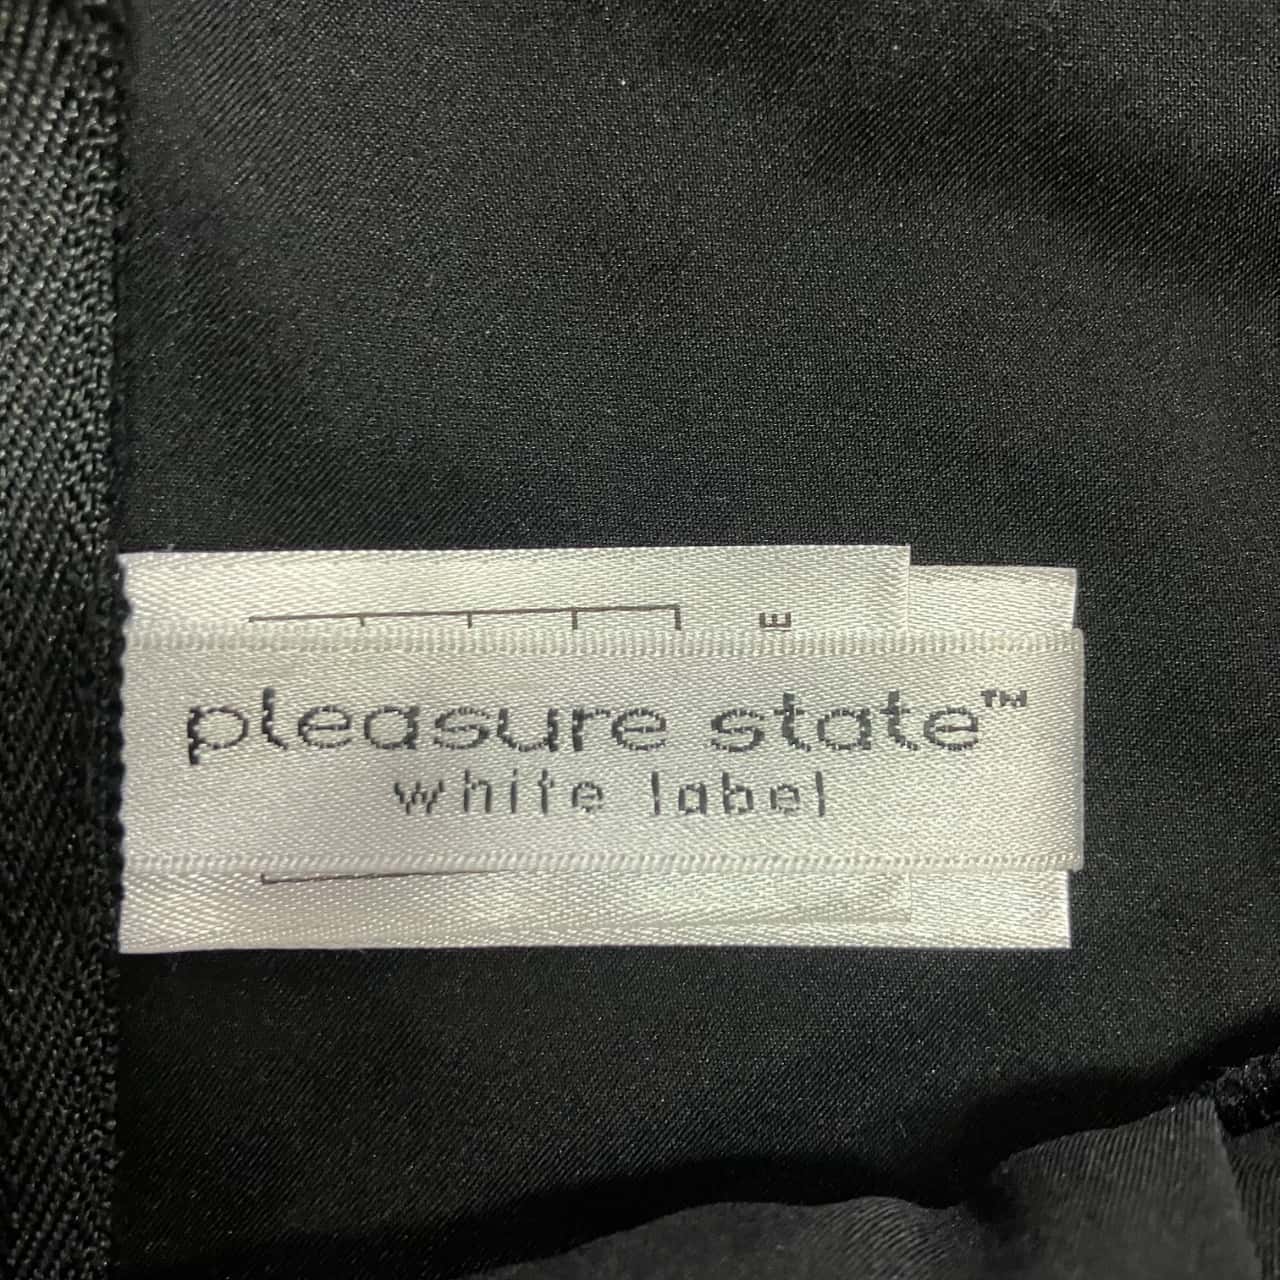 pleasure state™
white label